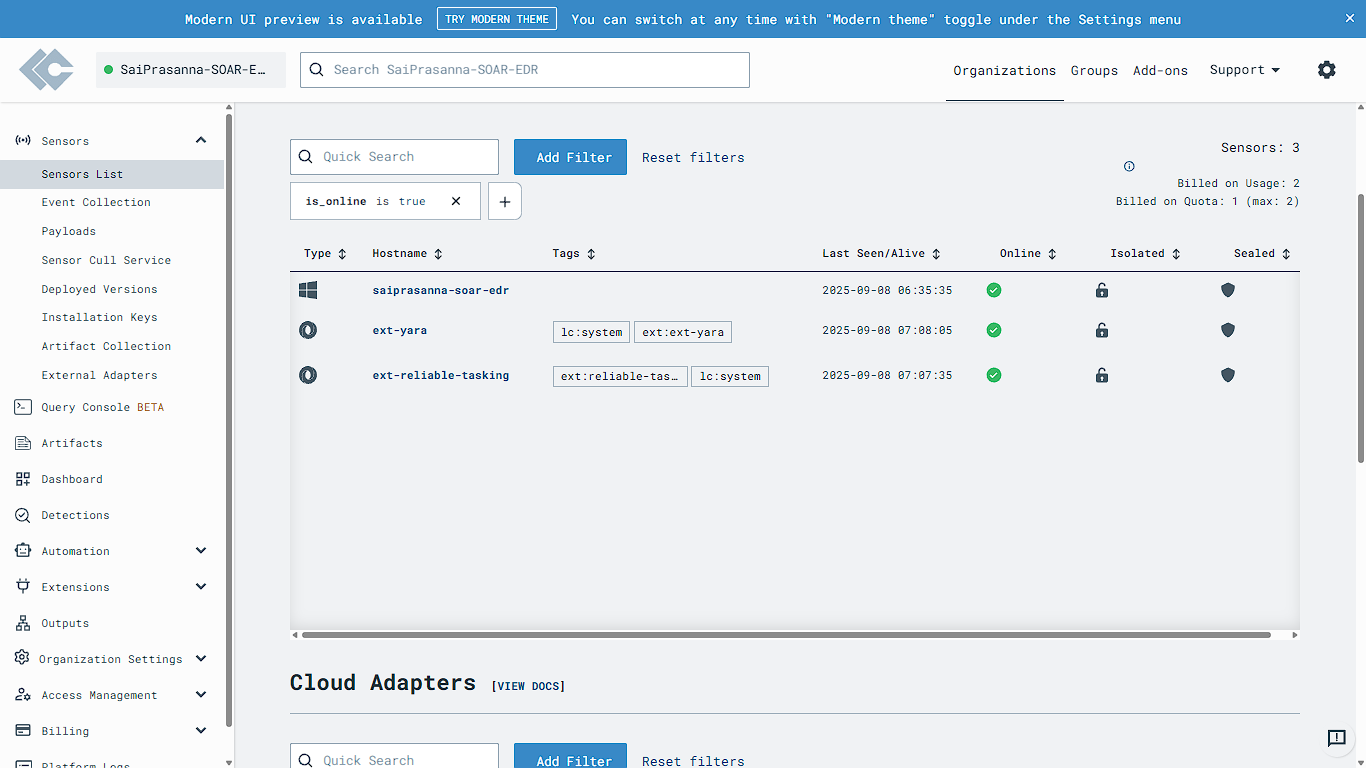 Modern UI preview is available TRY MODERN THEME You can switch at any time with "Modern theme" toggle under the Settings menu
SaiPrasanna-SOAR-E… Search SaiPrasanna-SOAR-EDR Organizations Groups Add-ons Support
Sensors
Sensors List
Event Collection
Payloads
Sensor Cull Service
Deployed Versions
Installation Keys
Artifact Collection
External Adapters
Query Console BETA
Artifacts
Dashboard
Detections
Automation
Extensions
Outputs
Organization Settings
Access Management
Billing
Platform Logs
Quick Search Add Filter Reset filters
Sensors: 3
Billed on Usage: 2
Billed on Quota: 1 (max: 2)
is_online is true
Type Hostname Tags Last Seen/Alive Online Isolated Sealed
saiprasanna-soar-edr 2025-09-08 06:35:35
ext-yara lc:system ext:ext-yara 2025-09-08 07:08:05
ext-reliable-tasking ext:reliable-tas… lc:system 2025-09-08 07:07:35
Cloud Adapters [VIEW DOCS]
Quick Search Add Filter Reset filters